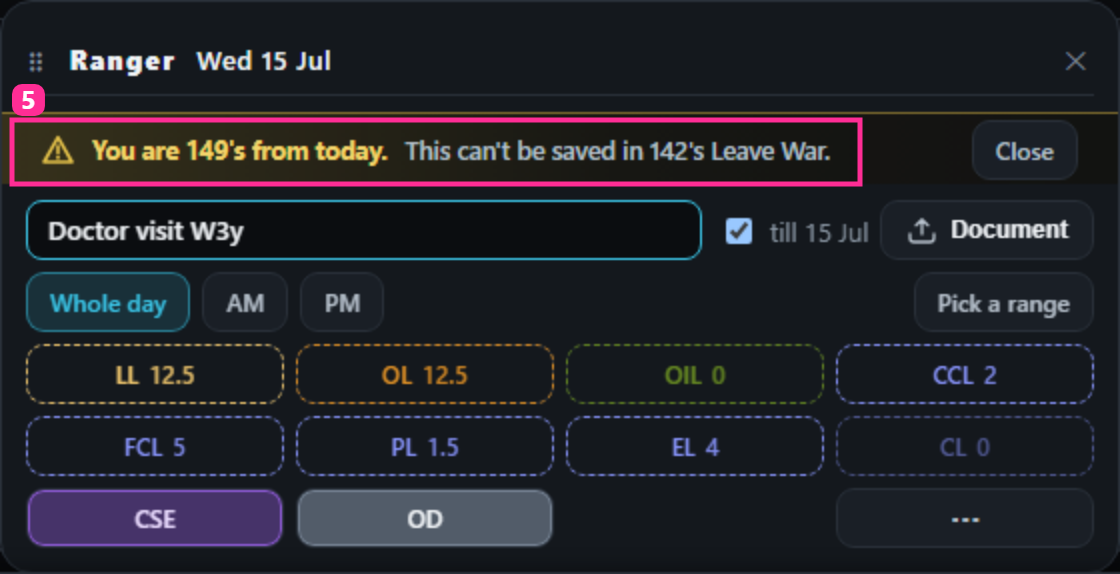 Ranger Wed 15 Jul
5
You are 149's from today. This can't be saved in 142's Leave War. Close
Doctor visit W3y till 15 Jul Document
Whole day AM PM Pick a range
LL 12.5 OL 12.5 OIL 0 CCL 2
FCL 5 PL 1.5 EL 4 CL 0
CSE OD ---